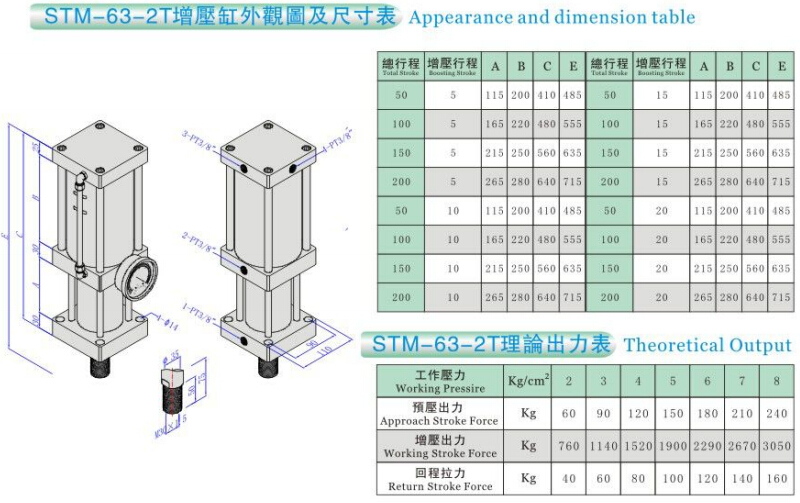 STM-63-2T增壓缸外觀圖及尺寸表 Appearance and dimension table
總行程 增壓行程 A B C E 總行程 增壓行程 A B C E
Total Stroke Boosting Stroke Total Stroke Boosting Stroke
50 5 115 200 410 485 50 15 115 200 410 485
100 5 165 220 480 555 100 15 165 220 480 555
150 5 215 250 560 635 150 15 215 250 560 635
200 5 265 280 640 715 200 15 265 280 640 715
50 10 115 200 410 485 50 20 115 200 410 485
100 10 165 220 480 555 100 20 165 220 480 555
150 10 215 250 560 635 150 20 215 250 560 635
200 10 265 280 640 715 200 20 265 280 640 715
3-PT3/8"
4-PT3/8"
2-PT3/8"
1-PT3/8"
B
C
E
A
4-Φ14
90
110
Φ 35
50
75
STM-63-2T理論出力表 Theoretical Output
工作壓力 Kg/cm² 2 3 4 5 6 7 8
Working Pressire
預壓出力 Kg 60 90 120 150 180 210 240
Approach Stroke Force
增壓出力 Kg 760 1140 1520 1900 2290 2670 3050
Working Stroke Force
回程拉力 Kg 40 60 80 100 120 140 160
Return Stroke Force